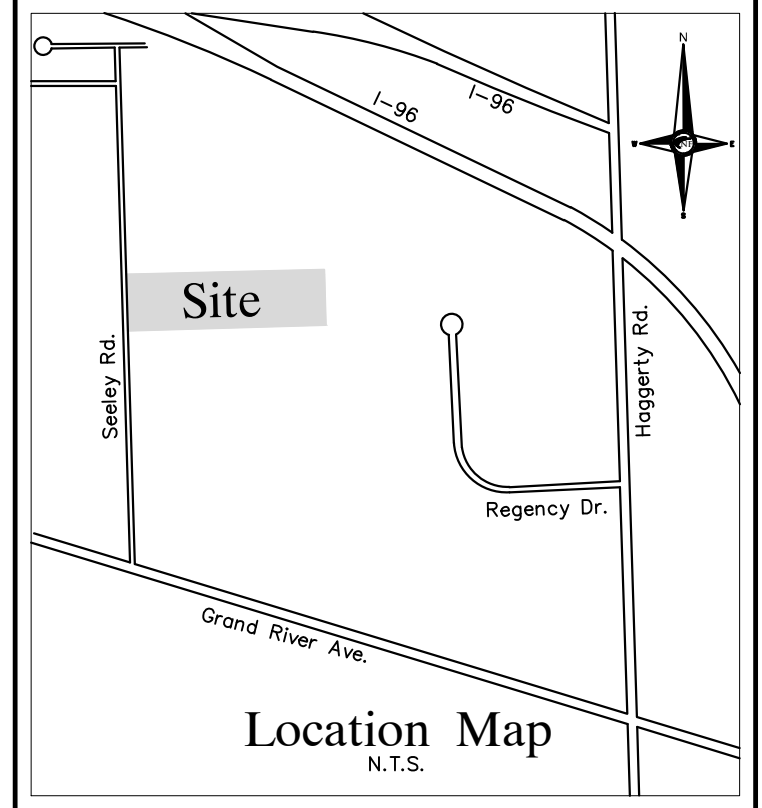 N
I-96
I-96
W
E
S
Site
Seeley Rd.
Haggerty Rd.
Regency Dr.
Grand River Ave.
Location Map
N.T.S.